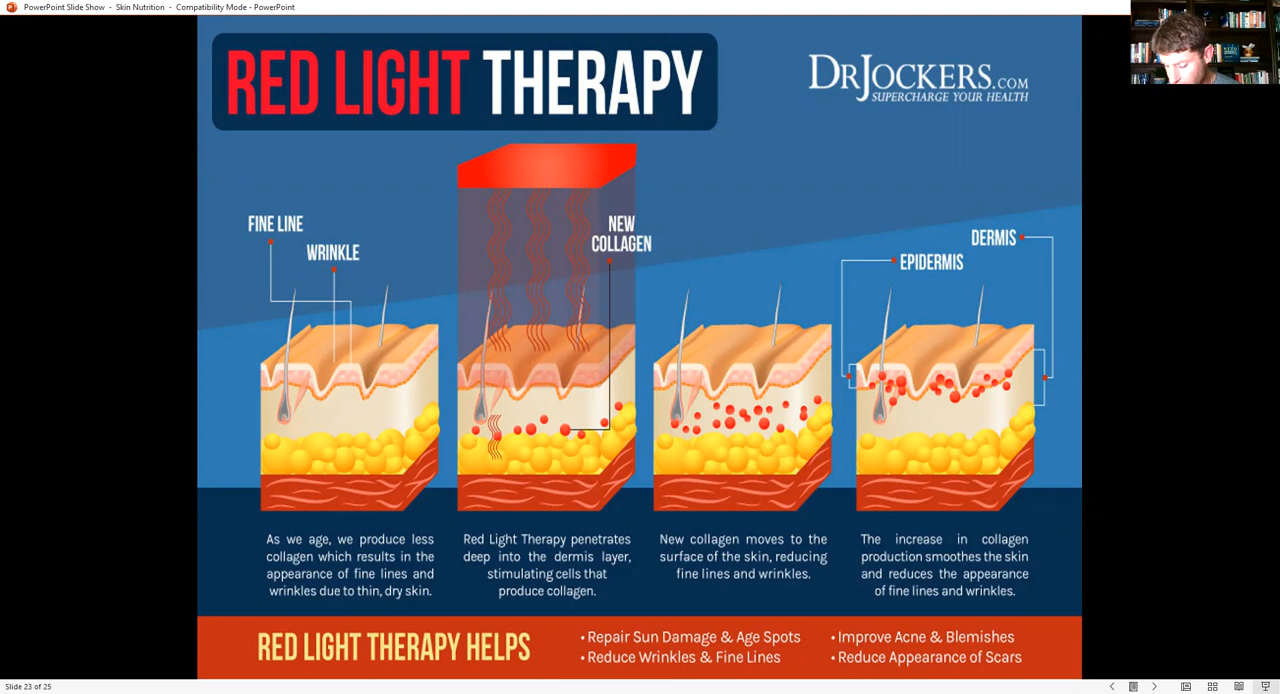 PowerPoint Slide Show - Skin Nutrition - Compatibility Mode - PowerPoint
RED LIGHT THERAPY
DRJOCKERS.COM
SUPERCHARGE YOUR HEALTH
FINE LINE
WRINKLE
NEW
COLLAGEN
EPIDERMIS
DERMIS
As we age, we produce less
collagen which results in the
appearance of fine lines and
wrinkles due to thin, dry skin.
Red Light Therapy penetrates
deep into the dermis layer,
stimulating cells that
produce collagen.
New collagen moves to the
surface of the skin, reducing
fine lines and wrinkles.
The increase in collagen
production smoothes the skin
and reduces the appearance
of fine lines and wrinkles.
RED LIGHT THERAPY HELPS
• Repair Sun Damage & Age Spots
• Reduce Wrinkles & Fine Lines
• Improve Acne & Blemishes
• Reduce Appearance of Scars
Slide 23 of 25